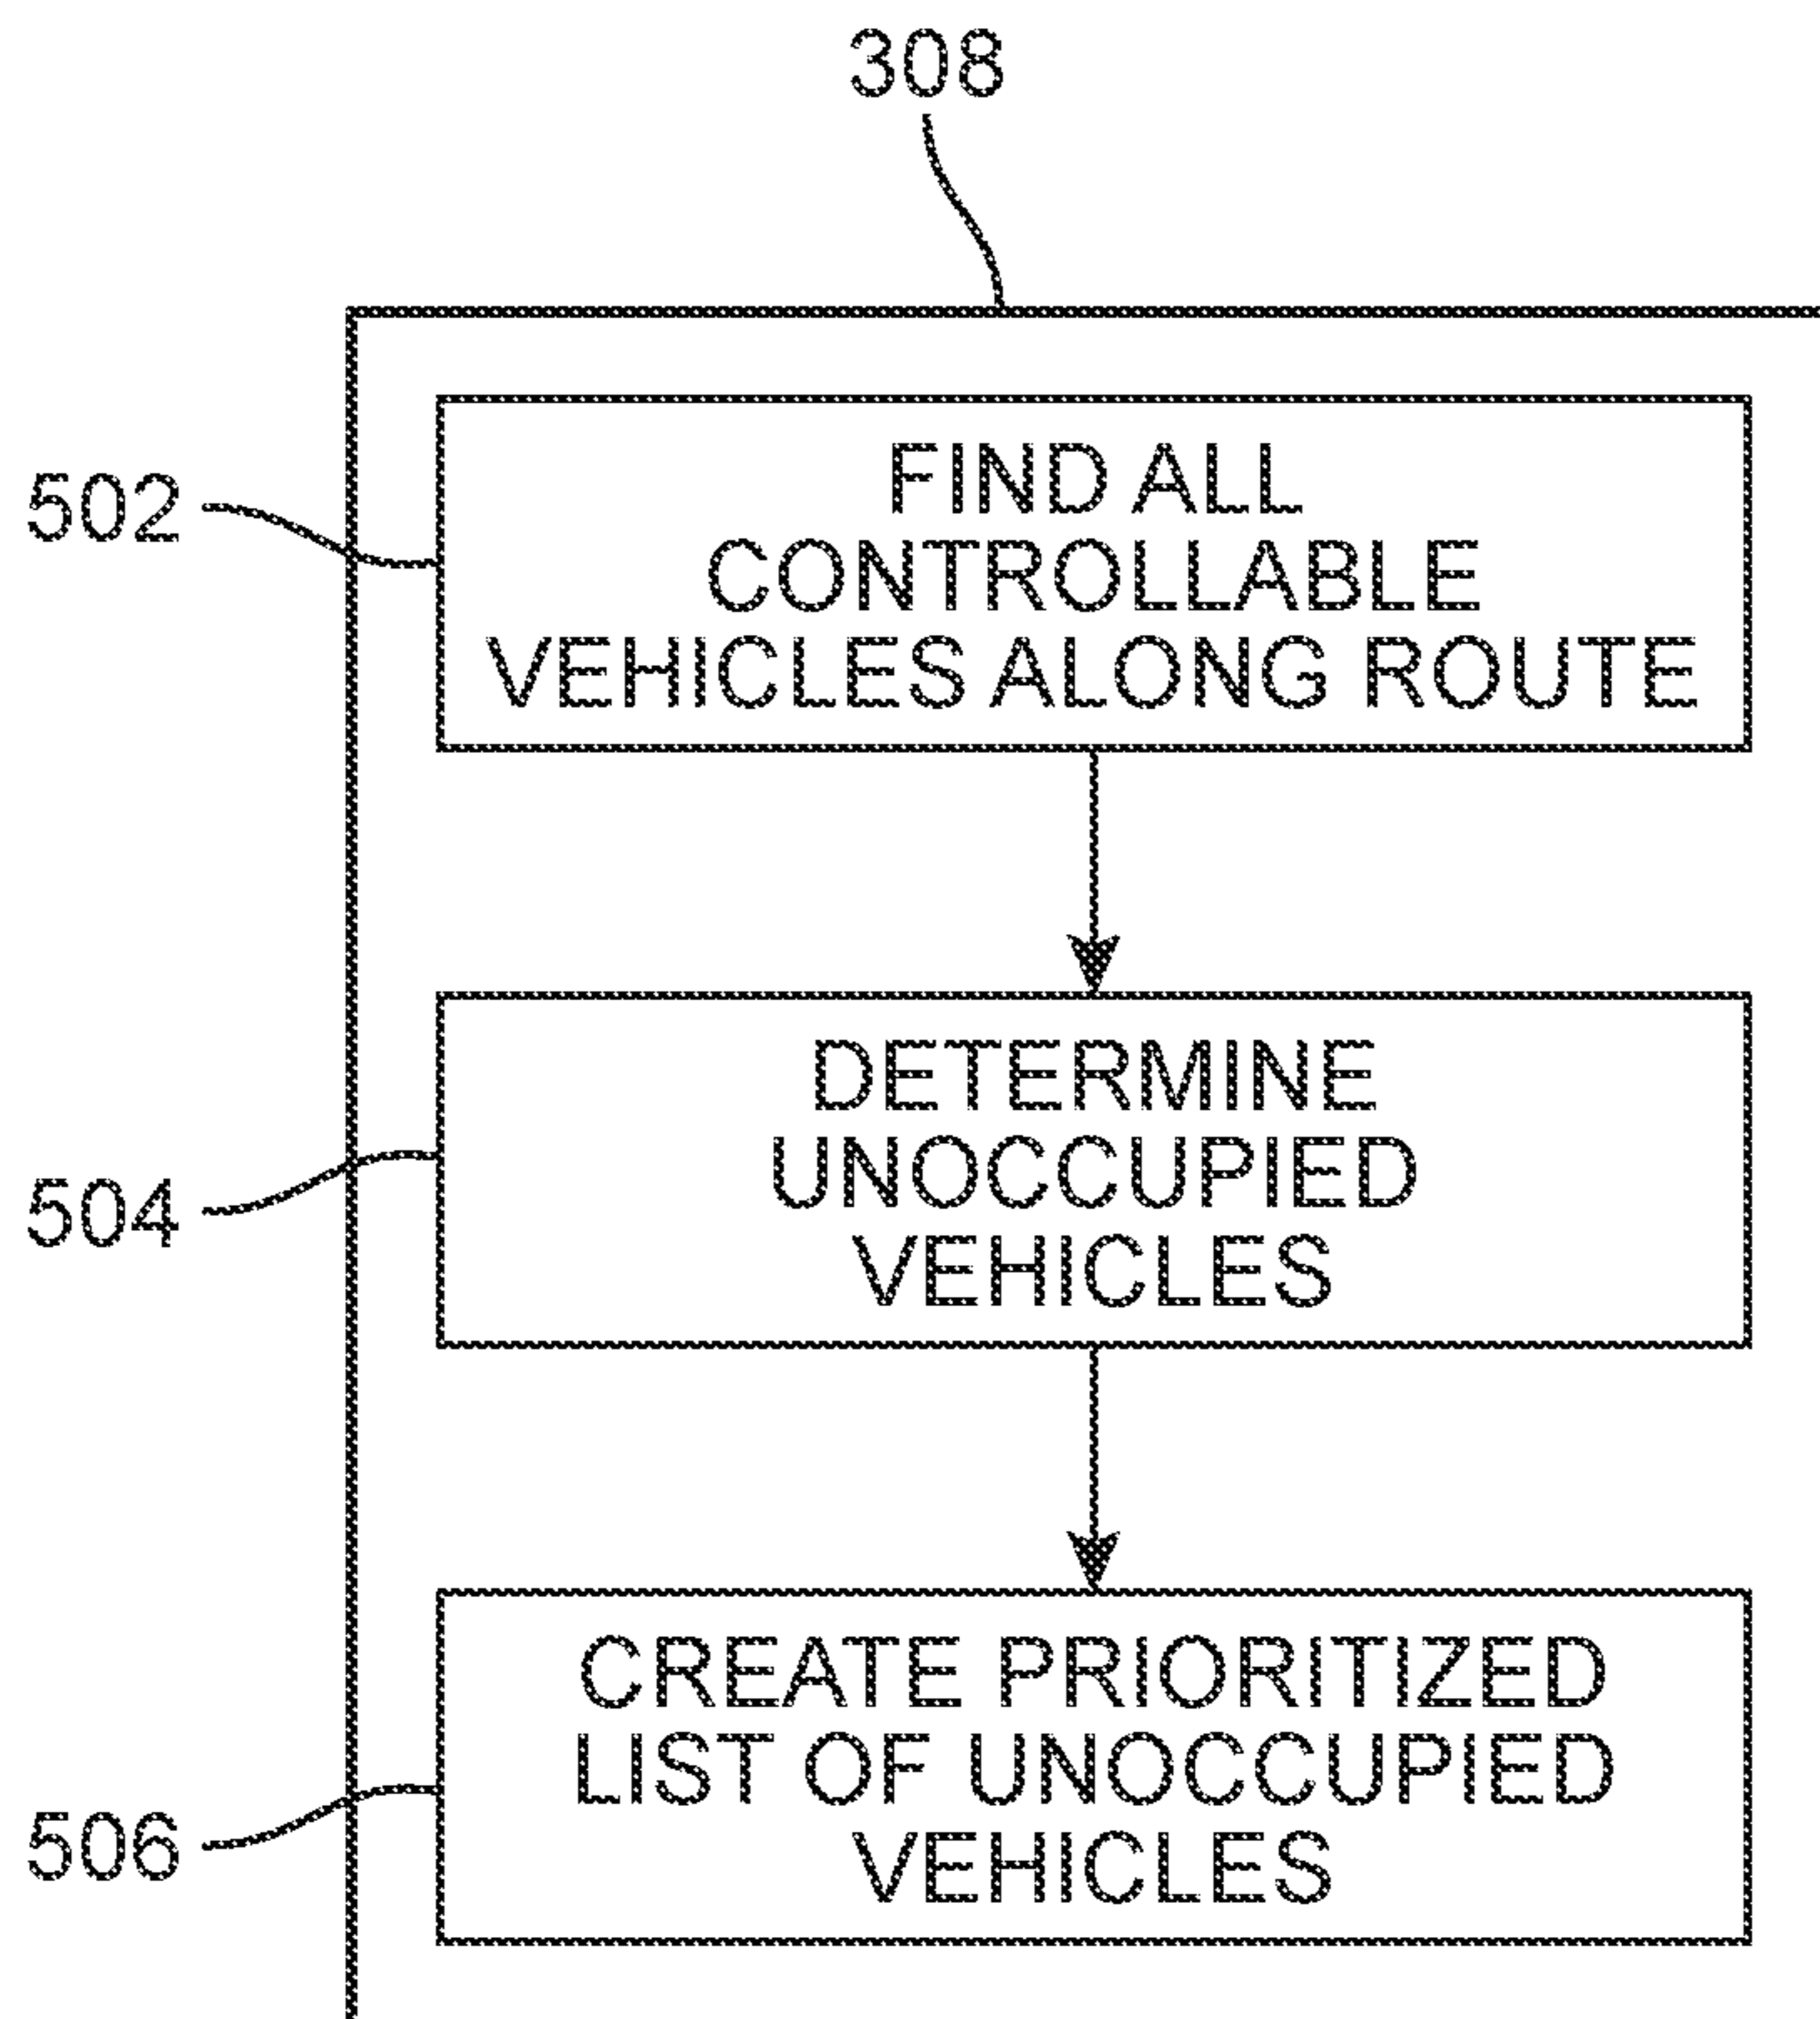 308
502
FIND ALL
CONTROLLABLE
VEHICLES ALONG ROUTE
504
DETERMINE
UNOCCUPIED
VEHICLES
506
CREATE PRIORITIZED
LIST OF UNOCCUPIED
VEHICLES